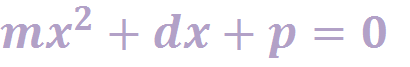 mx² + dx + p = 0